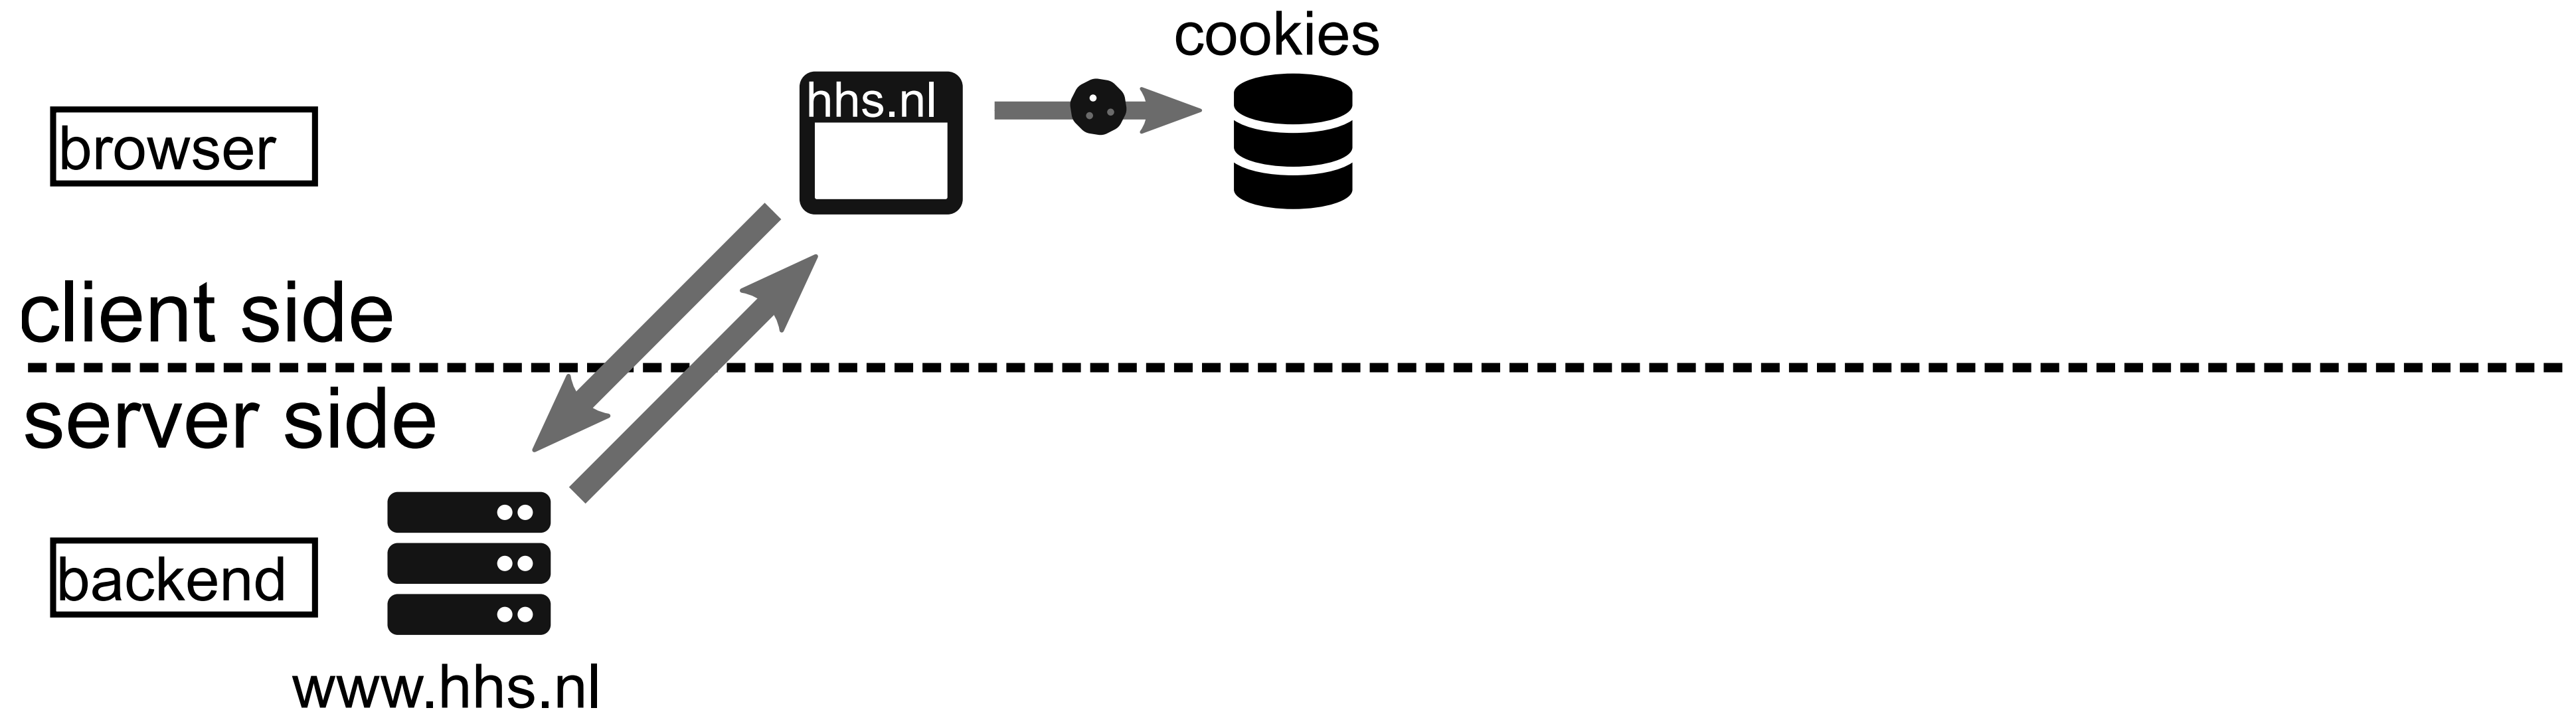 cookies
hhs.nl
browser
client side
server side
backend
www.hhs.nl